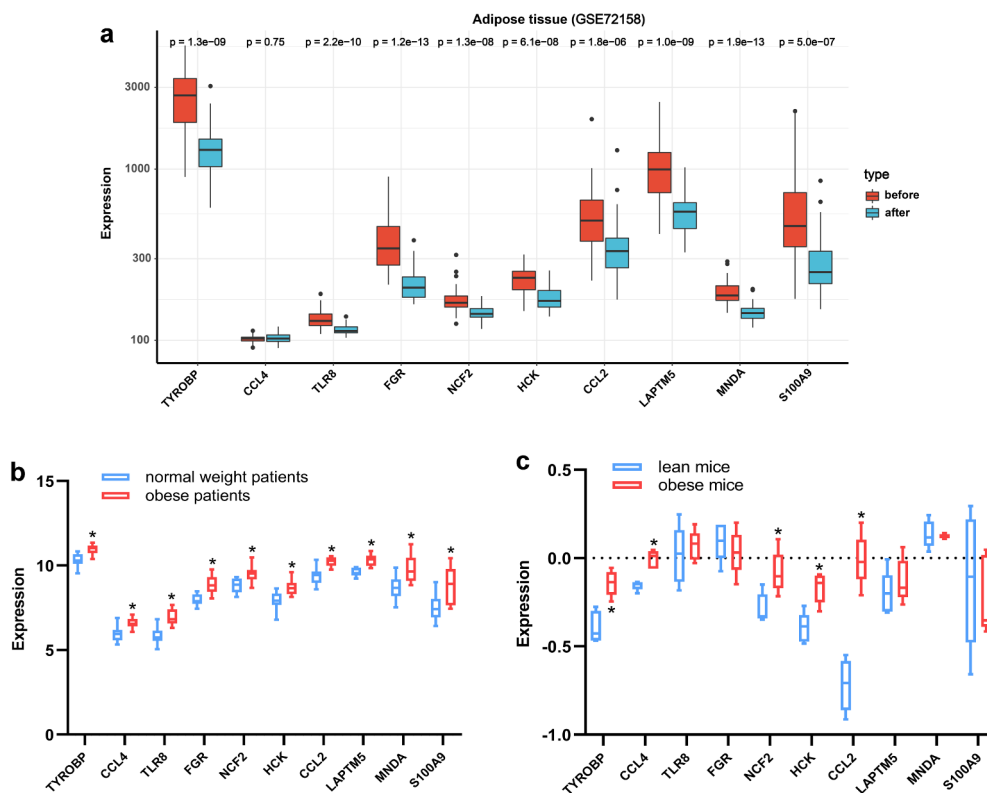 Adipose tissue (GSE72158)
a
p = 1.3e−09 p = 0.75 p = 2.2e−10 p = 1.2e−13 p = 1.3e−08 p = 6.1e−08 p = 1.8e−06 p = 1.0e−09 p = 1.9e−13 p = 5.0e−07
3000
1000
300
100
Expression
type
before
after
TYROBP CCL4 TLR8 FGR NCF2 HCK CCL2 LAPTM5 MNDA S100A9
b
normal weight patients
obese patients
15
10
5
0
Expression
* * * * * * * * * *
TYROBP CCL4 TLR8 FGR NCF2 HCK CCL2 LAPTM5 MNDA S100A9
c
lean mice
obese mice
0.5
0.0
-0.5
-1.0
Expression
* * * * *
TYROBP CCL4 TLR8 FGR NCF2 HCK CCL2 LAPTM5 MNDA S100A9